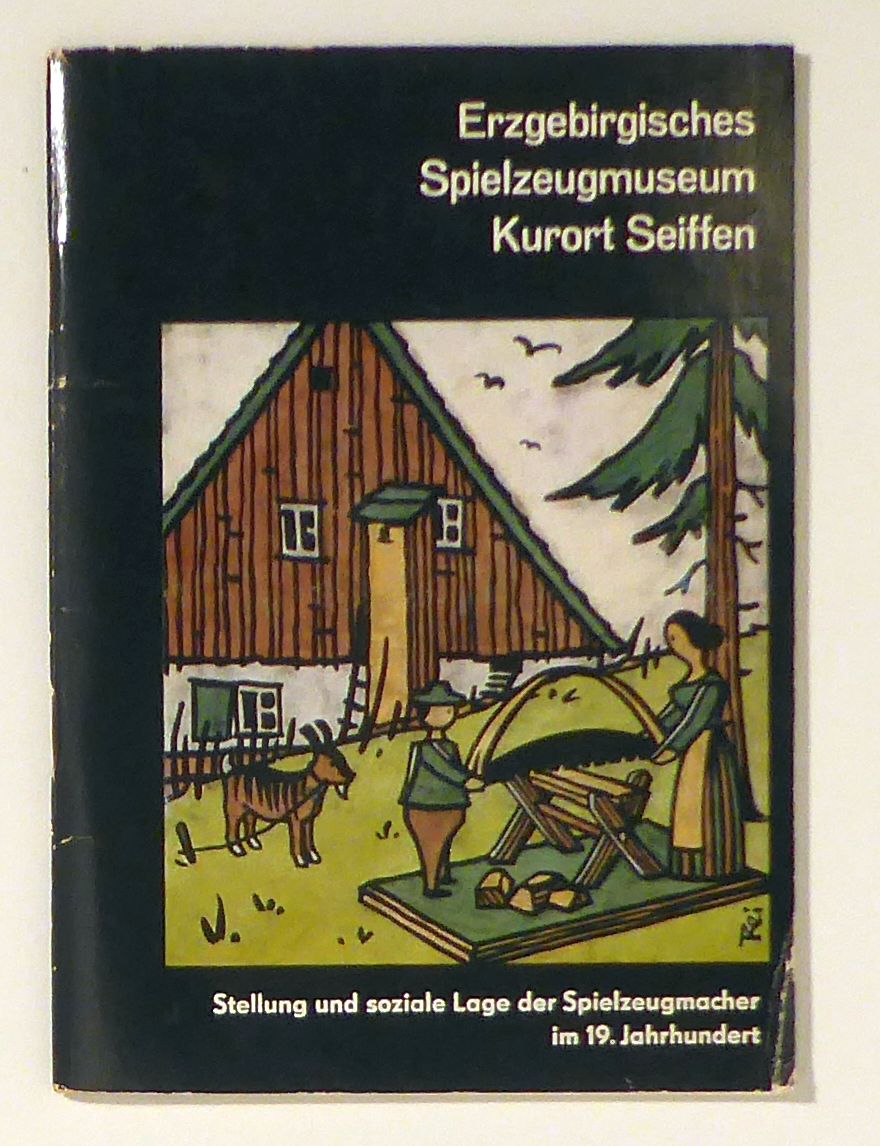 Erzgebirgisches
Spielzeugmuseum
Kurort Seiffen
Stellung und soziale Lage der Spielzeugmacher
im 19. Jahrhundert